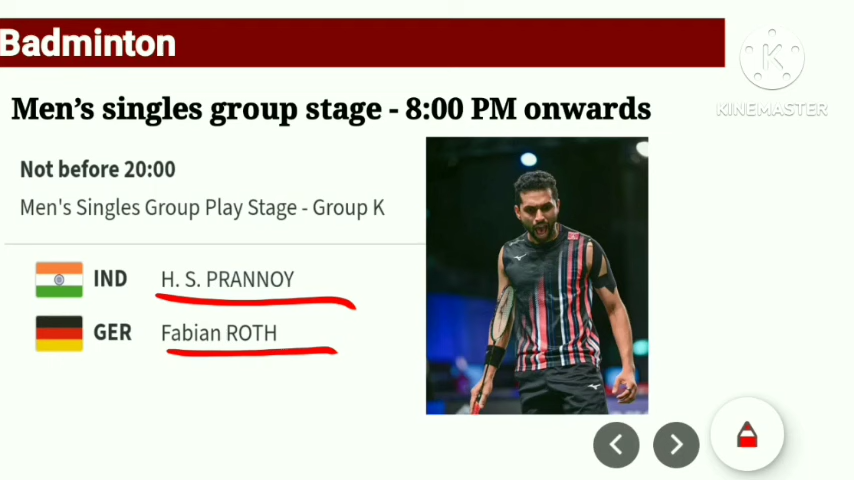 Badminton
KINEMASTER
Men's singles group stage - 8:00 PM onwards
Not before 20:00
Men's Singles Group Play Stage - Group K
IND H. S. PRANNOY
GER Fabian ROTH